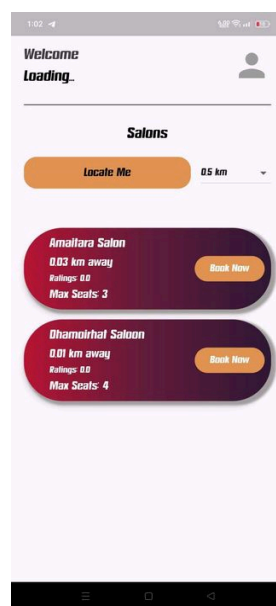 1:02
Welcome
Loading..
Salons
Locate Me
0.5 km
Amaitara Salon
0.03 km away
Ratings: 0.0
Max Seats: 3
Book Now
Dhamoirhat Saloon
0.01 km away
Ratings: 0.0
Max Seats: 4
Book Now